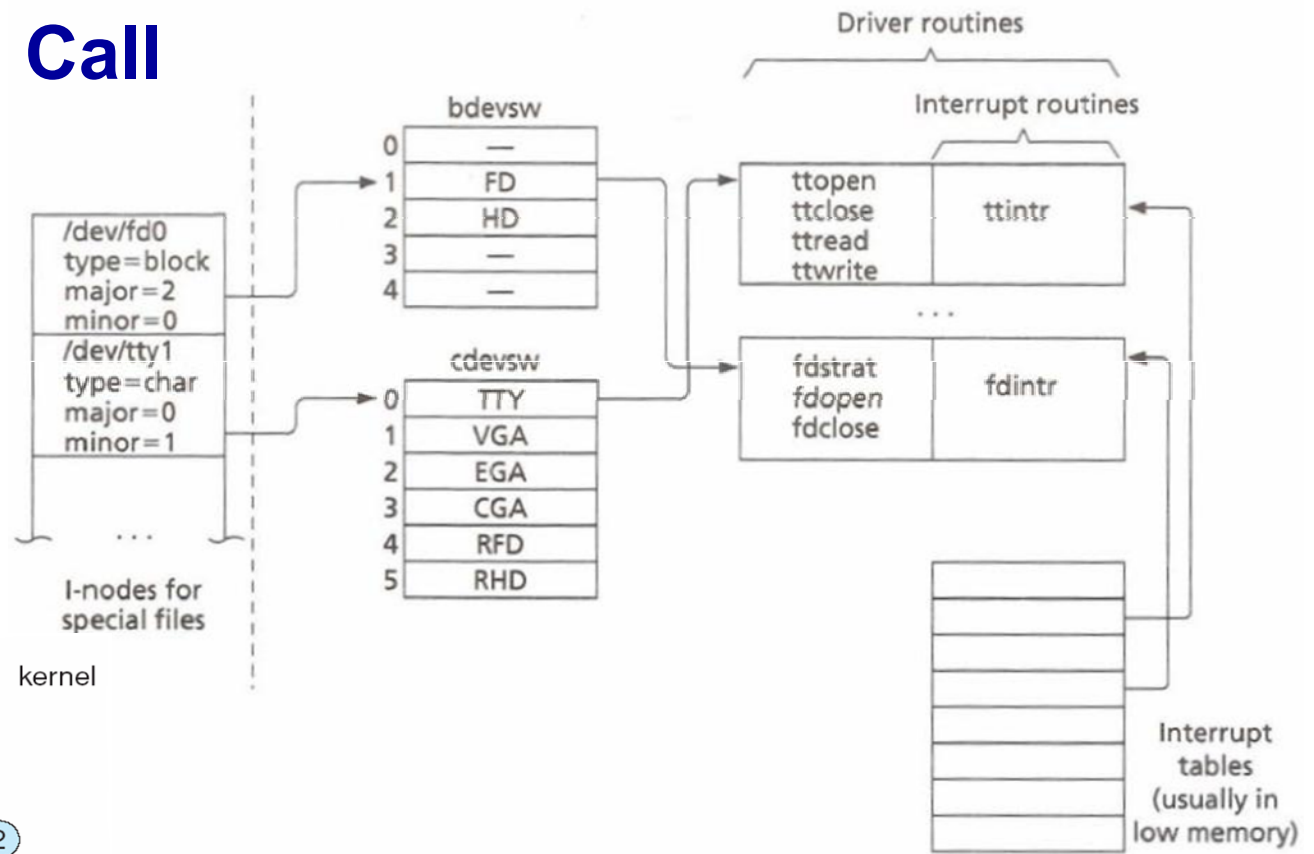 Call
Driver routines
Interrupt routines
bdevsw
0 —
1 FD
2 HD
3 —
4 —
/dev/fd0
type=block
major=2
minor=0
/dev/tty1
type=char
major=0
minor=1
...
I-nodes for
special files
kernel
cdevsw
0 TTY
1 VGA
2 EGA
3 CGA
4 RFD
5 RHD
ttopen
ttclose
ttread
ttwrite
ttintr
...
fdstrat
fdopen
fdclose
fdintr
Interrupt
tables
(usually in
low memory)
2